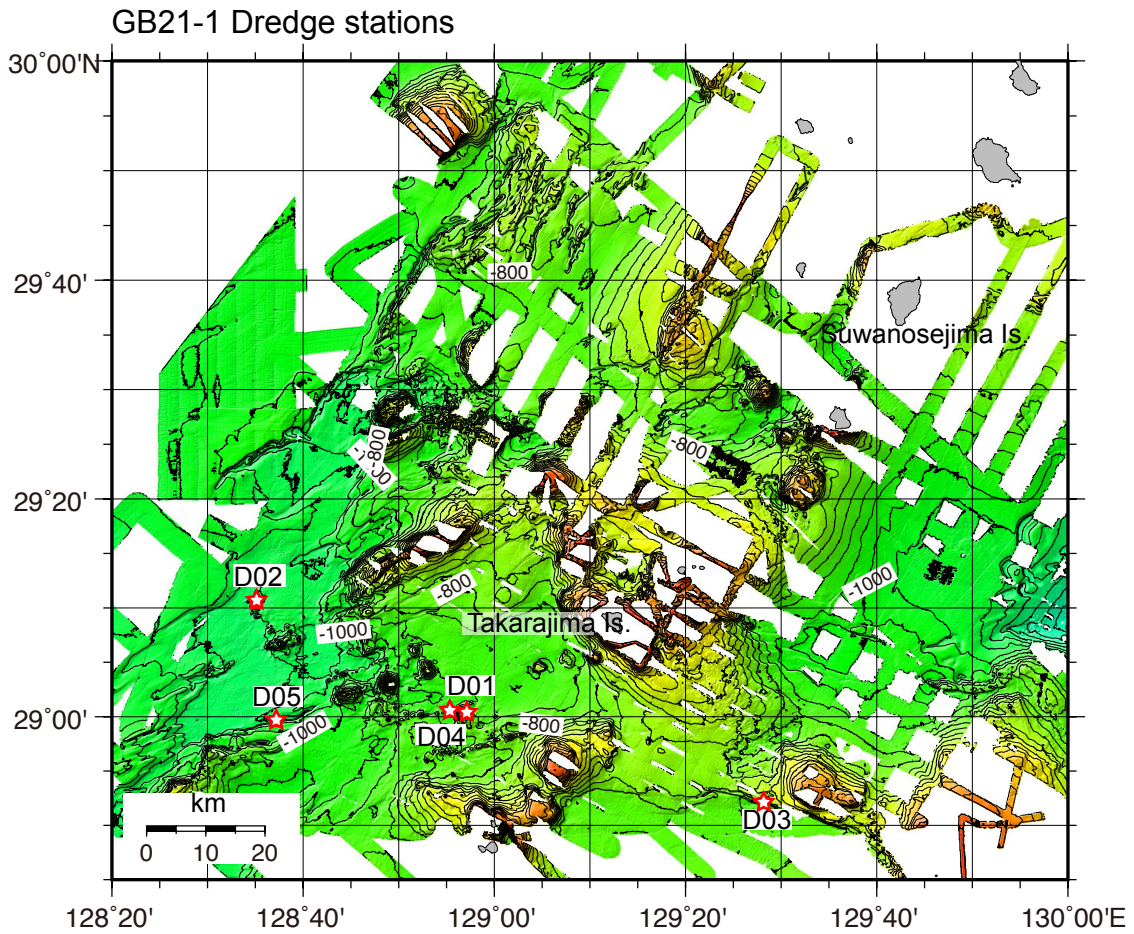 GB21-1 Dredge stations
30°00'N
-800
29°40'
Suwanosejima Is.
-800
-800
29°20'
D02
-800
-1000
-1000
Takarajima Is.
D05
D01
29°00'
-1000
D04
-800
km
D03
0 10 20
128°20' 128°40' 129°00' 129°20' 129°40' 130°00'E